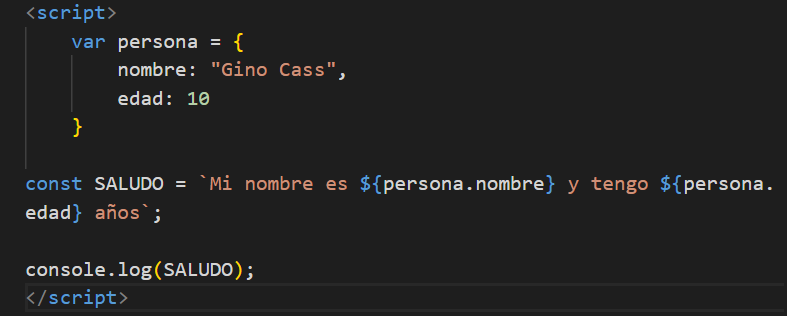 <script>
    var persona = {
        nombre: "Gino Cass",
        edad: 10
    }

const SALUDO = `Mi nombre es ${persona.nombre} y tengo ${persona.
edad} años`;

console.log(SALUDO);
</script>